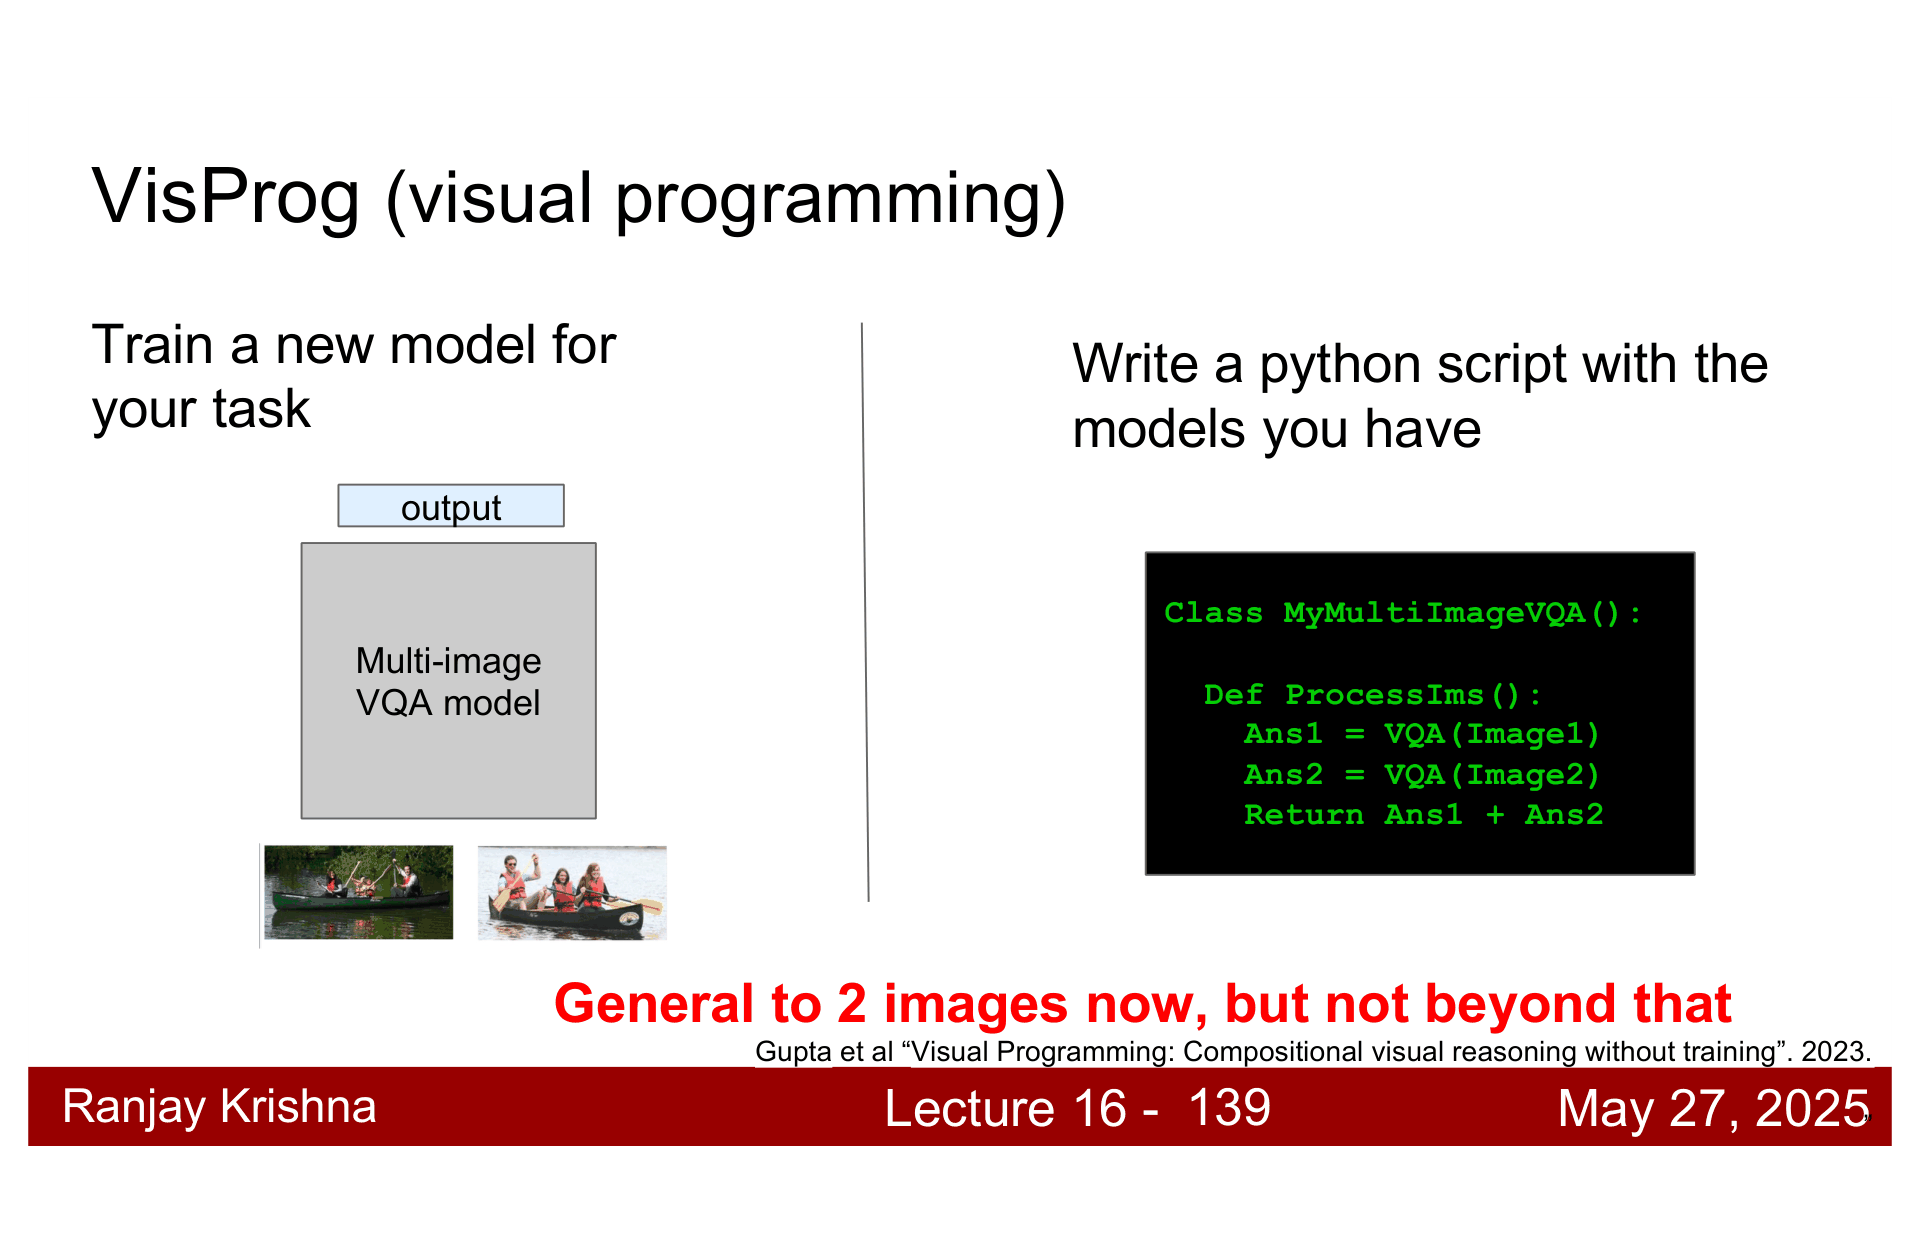 VisProg (visual programming)
Train a new model for
your task
output
Multi-image
VQA model
Write a python script with the
models you have
Class MyMultiImageVQA():
Def ProcessIms():
Ans1 = VQA(Image1)
Ans2 = VQA(Image2)
Return Ans1 + Ans2
General to 2 images now, but not beyond that
Gupta et al “Visual Programming: Compositional visual reasoning without training”. 2023.
Ranjay Krishna
Lecture 16 - 139
May 27, 2025
”